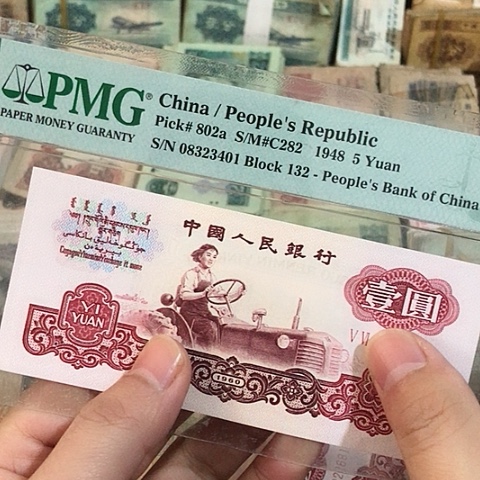 PMG®
PAPER MONEY GUARANTY
China / People's Republic
Pick# 802a S/M#C282 1948 5 Yuan
S/N 08323401 Block 132 - People's Bank of China
中國人民銀行
壹圓
YI
YUAN
1960